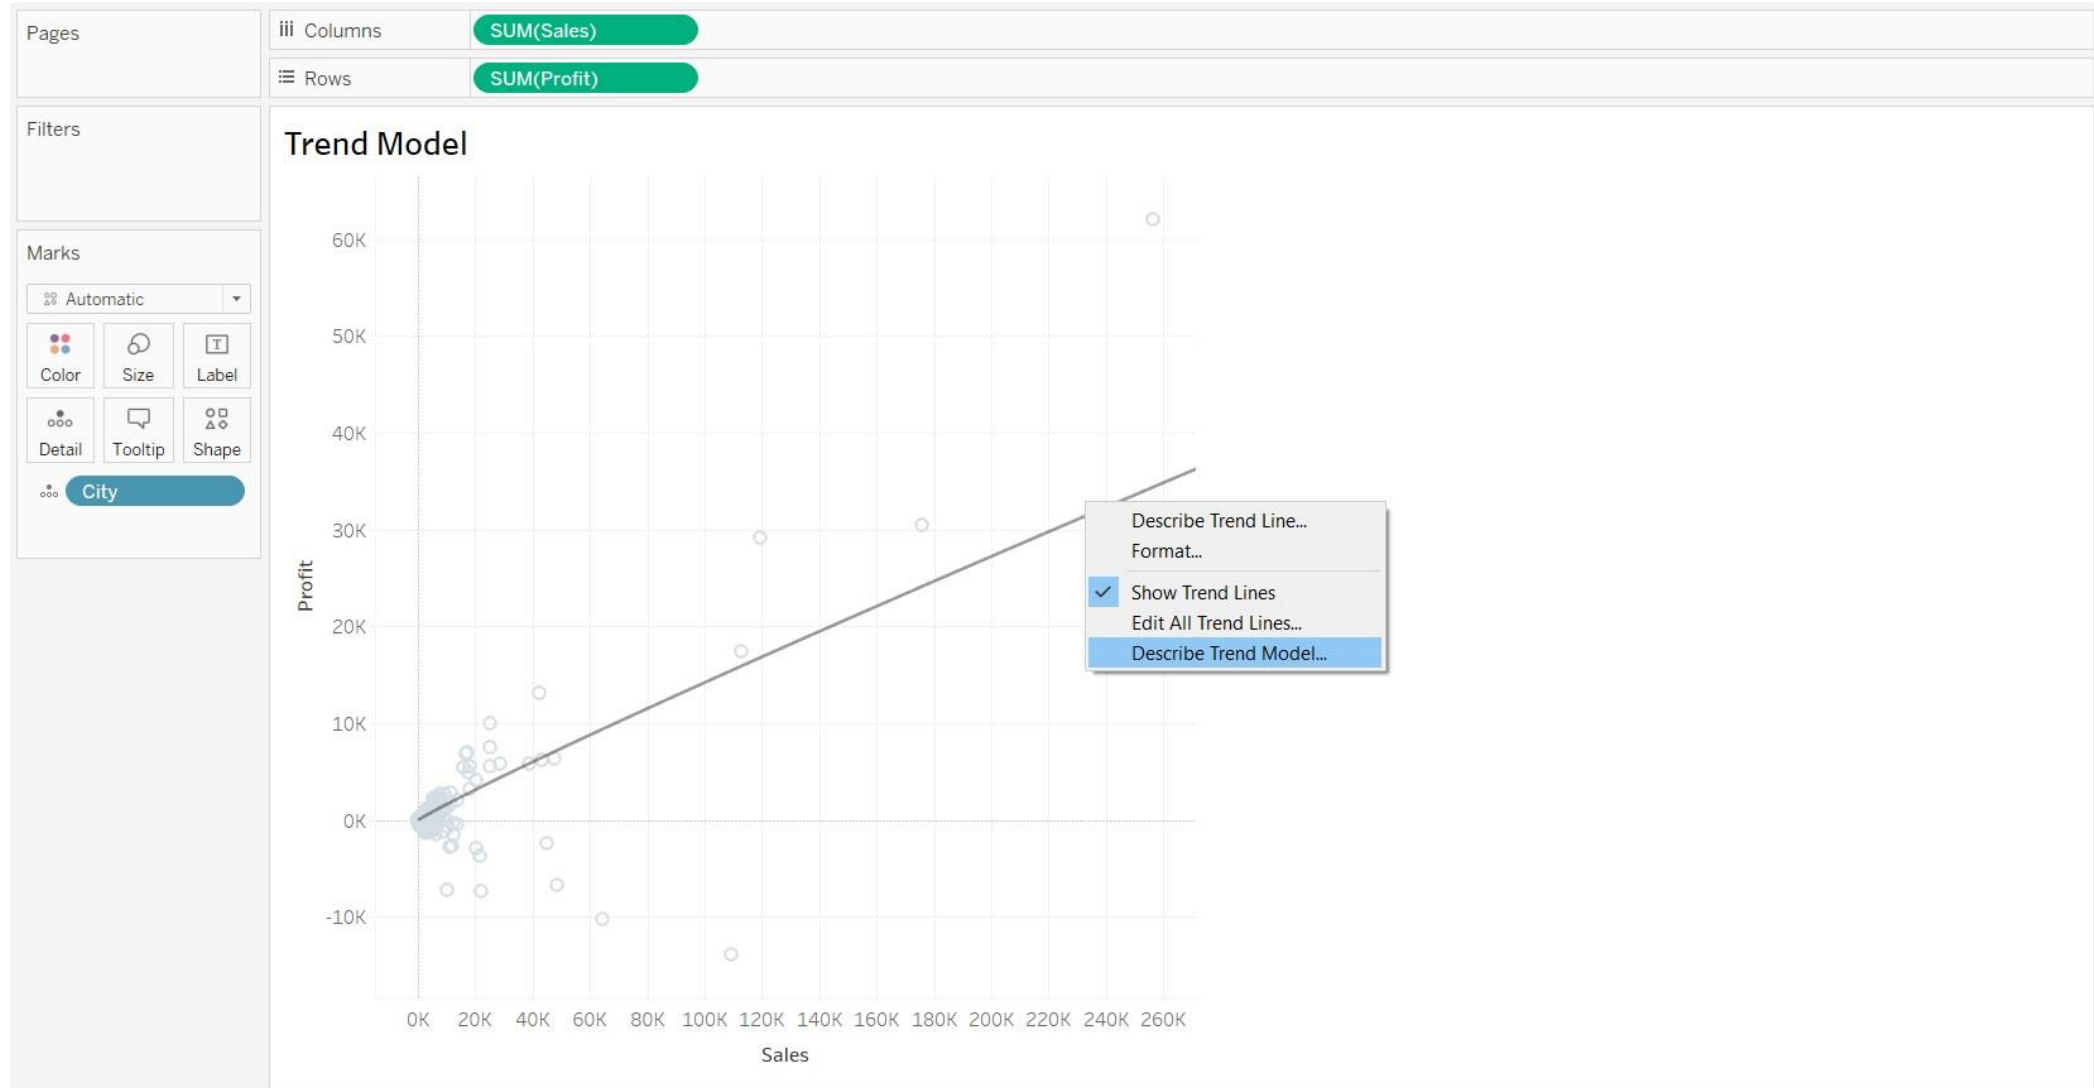 Pages
Columns
SUM(Sales)
Rows
SUM(Profit)
Filters
Marks
Automatic
Color
Size
Label
Detail
Tooltip
Shape
City
Trend Model
60K
50K
40K
30K
20K
10K
0K
-10K
Profit
Describe Trend Line...
Format...
Show Trend Lines
Edit All Trend Lines...
Describe Trend Model...
0K 20K 40K 60K 80K 100K 120K 140K 160K 180K 200K 220K 240K 260K
Sales